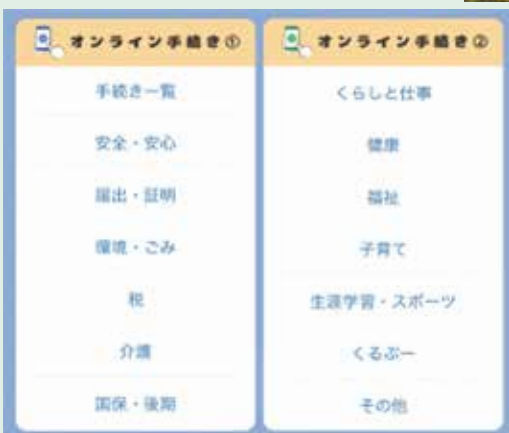 オンライン手続き①
手続き一覧
安全・安心
届出・証明
環境・ごみ
税
介護
国保・後期
オンライン手続き②
くらしと仕事
健康
福祉
子育て
生涯学習・スポーツ
くるぶー
その他